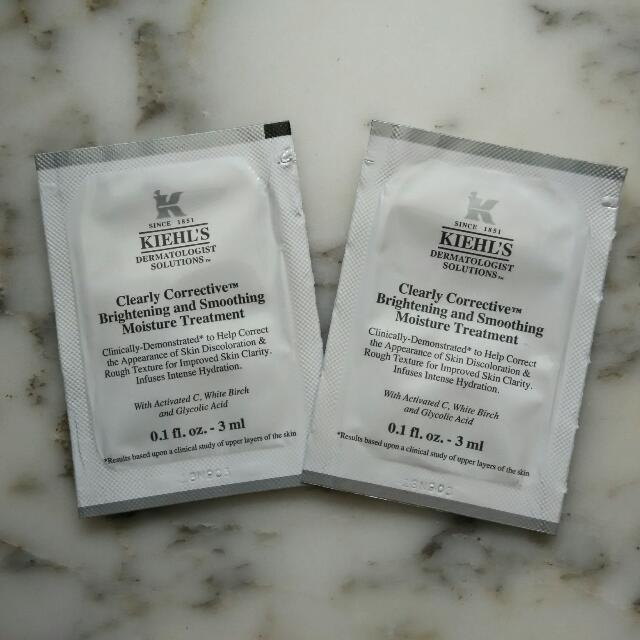 K
SINCE 1851
KIEHL'S
DERMATOLOGIST
SOLUTIONS™
Clearly Corrective™
Brightening and Smoothing
Moisture Treatment
Clinically-Demonstrated* to Help Correct
the Appearance of Skin Discoloration &
Rough Texture for Improved Skin Clarity.
Infuses Intense Hydration.
With Activated C, White Birch
and Glycolic Acid
0.1 fl. oz. - 3 ml
*Results based upon a clinical study of upper layers of the skin
K
SINCE 1851
KIEHL'S
DERMATOLOGIST
SOLUTIONS™
Clearly Corrective™
Brightening and Smoothing
Moisture Treatment
Clinically-Demonstrated* to Help Correct
the Appearance of Skin Discoloration &
Rough Texture for Improved Skin Clarity.
Infuses Intense Hydration.
With Activated C, White Birch
and Glycolic Acid
0.1 fl. oz. - 3 ml
*Results based upon a clinical study of upper layers of the skin